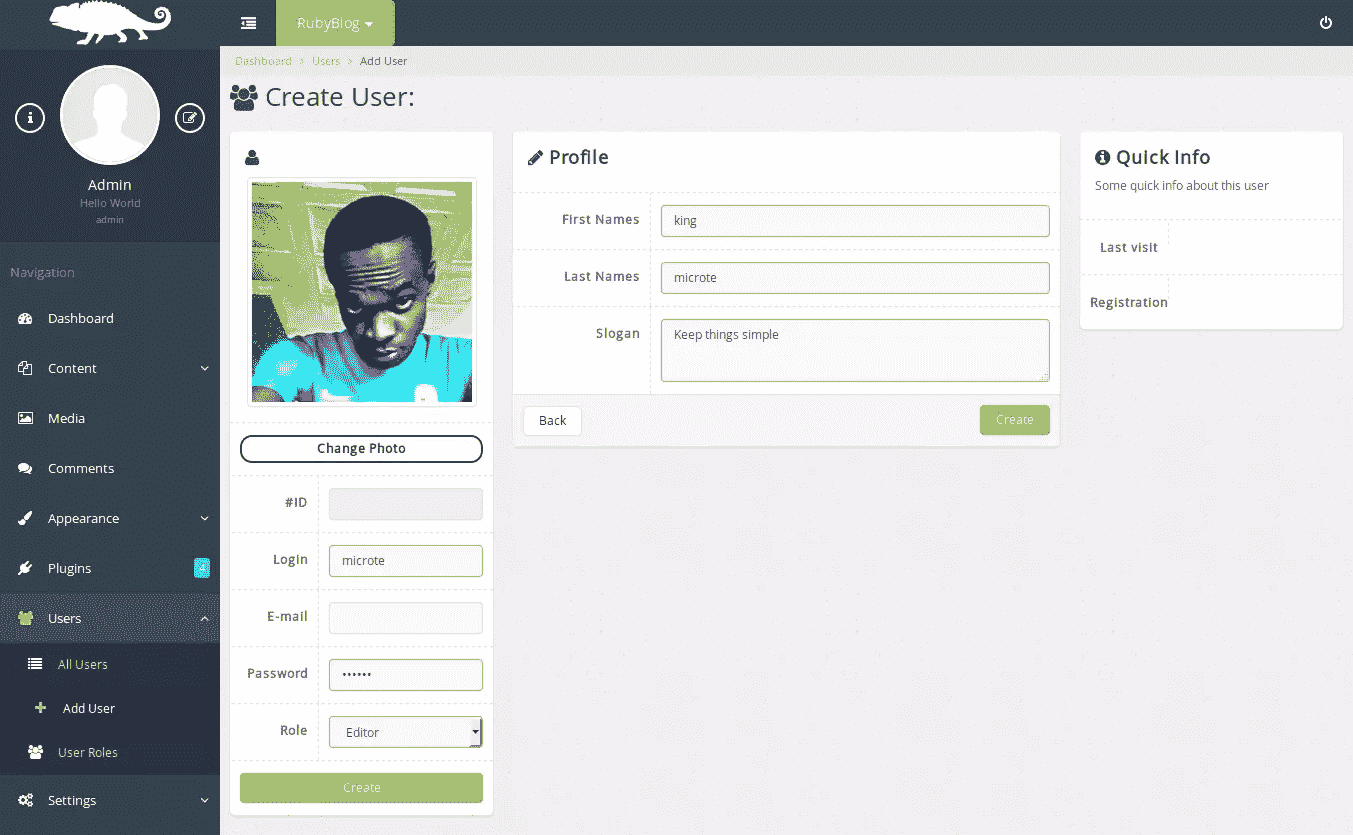 RubyBlog
Admin
Hello World
admin
Navigation
Dashboard
Content
Media
Comments
Appearance
Plugins 4
Users
All Users
Add User
User Roles
Settings
Dashboard > Users > Add User
Create User:
Change Photo
#ID
Login microte
E-mail
Password ••••••
Role Editor
Create
Profile
First Names king
Last Names microte
Slogan Keep things simple
Back Create
Quick Info
Some quick info about this user
Last visit
Registration